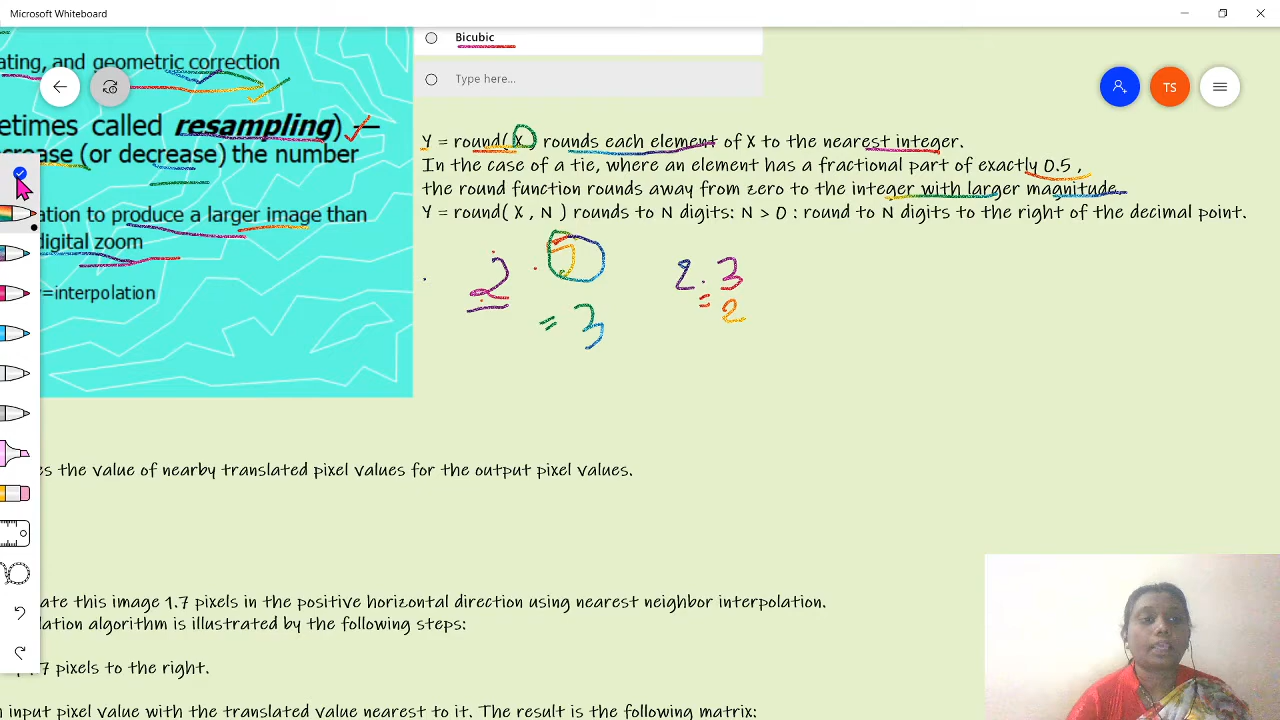 Microsoft Whiteboard
ating, and geometric correction
etimes called resampling) —
ecrease (or decrease) the number
ation to produce a larger image than
digital zoom
y=interpolation
Bicubic
Type here...
TS
Y = round( X ) rounds each element of X to the nearest integer.
In the case of a tie, where an element has a fractional part of exactly 0.5 ,
the round function rounds away from zero to the integer with larger magnitude.
Y = round( X , N ) rounds to N digits: N > 0 : round to N digits to the right of the decimal point.
2 . 5
= 3
2.3
= 2
es the value of nearby translated pixel values for the output pixel values.
ate this image 1.7 pixels in the positive horizontal direction using nearest neighbor interpolation.
lation algorithm is illustrated by the following steps:
.7 pixels to the right.
n input pixel value with the translated value nearest to it. The result is the following matrix: